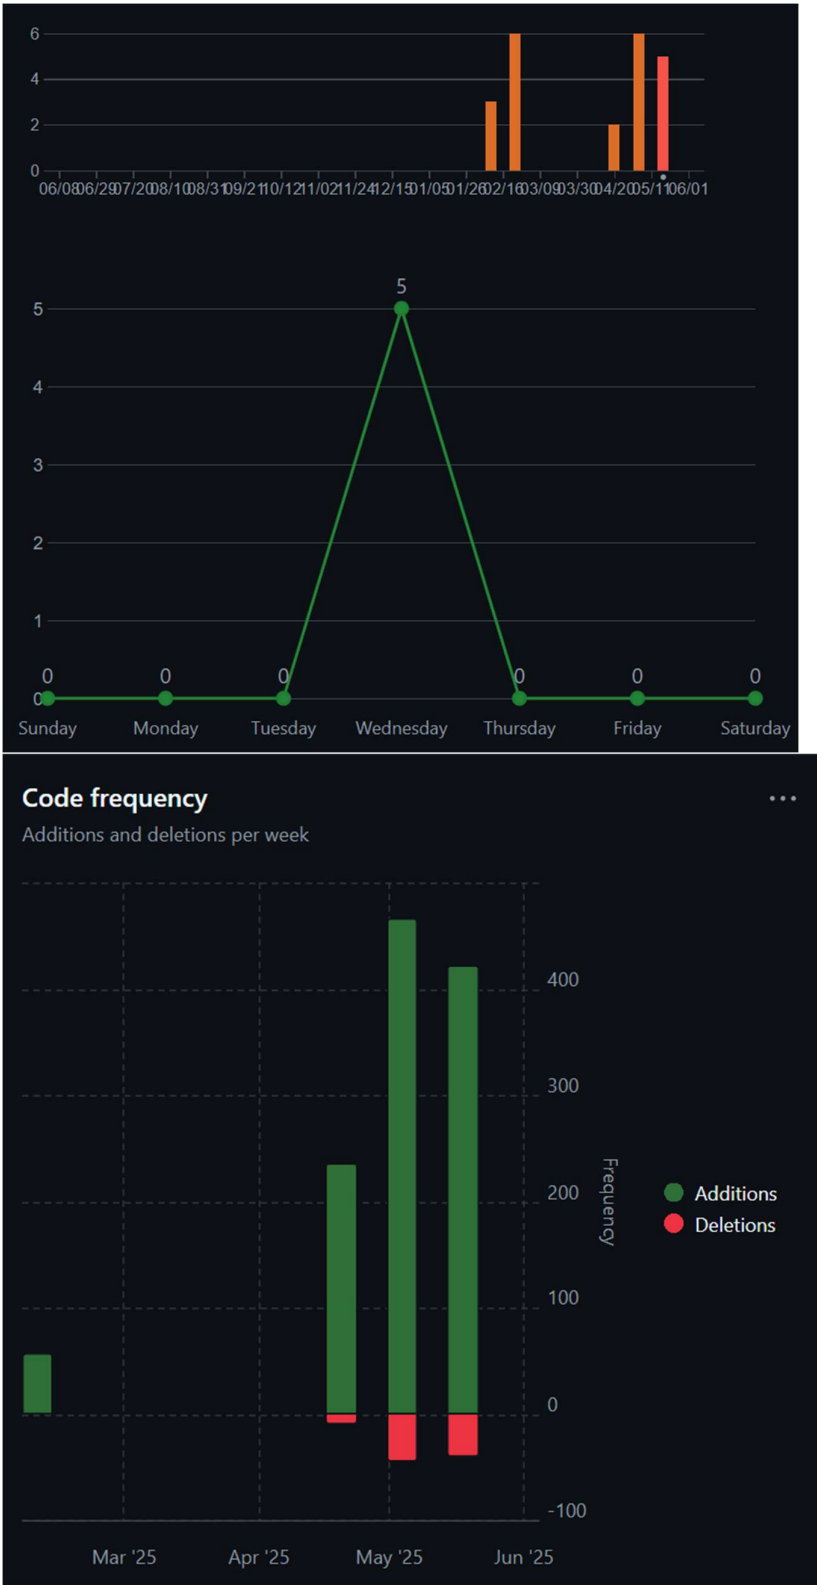 6
4
2
0
06/08 06/29 07/20 08/10 08/31 09/21 10/12 11/02 11/24 12/15 01/05 01/26 02/16 03/09 03/30 04/20 05/11 06/01
5
5
4
3
2
1
0 0 0 0 0 0
0
Sunday Monday Tuesday Wednesday Thursday Friday Saturday
Code frequency
Additions and deletions per week
400
300
200
100
0
-100
Frequency
Additions
Deletions
Mar '25 Apr '25 May '25 Jun '25